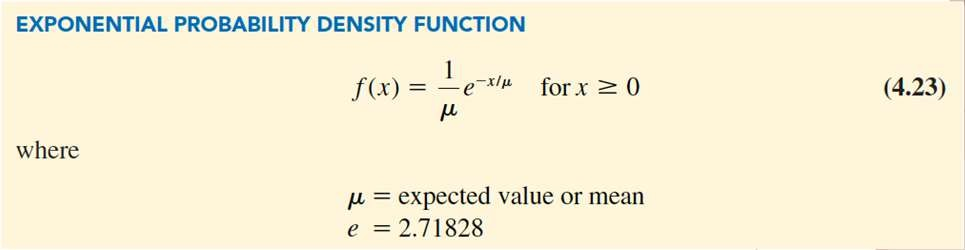 EXPONENTIAL PROBABILITY DENSITY FUNCTION
f(x) = 1/μ e^(−x/μ) for x ≥ 0 (4.23)
where
μ = expected value or mean
e = 2.71828